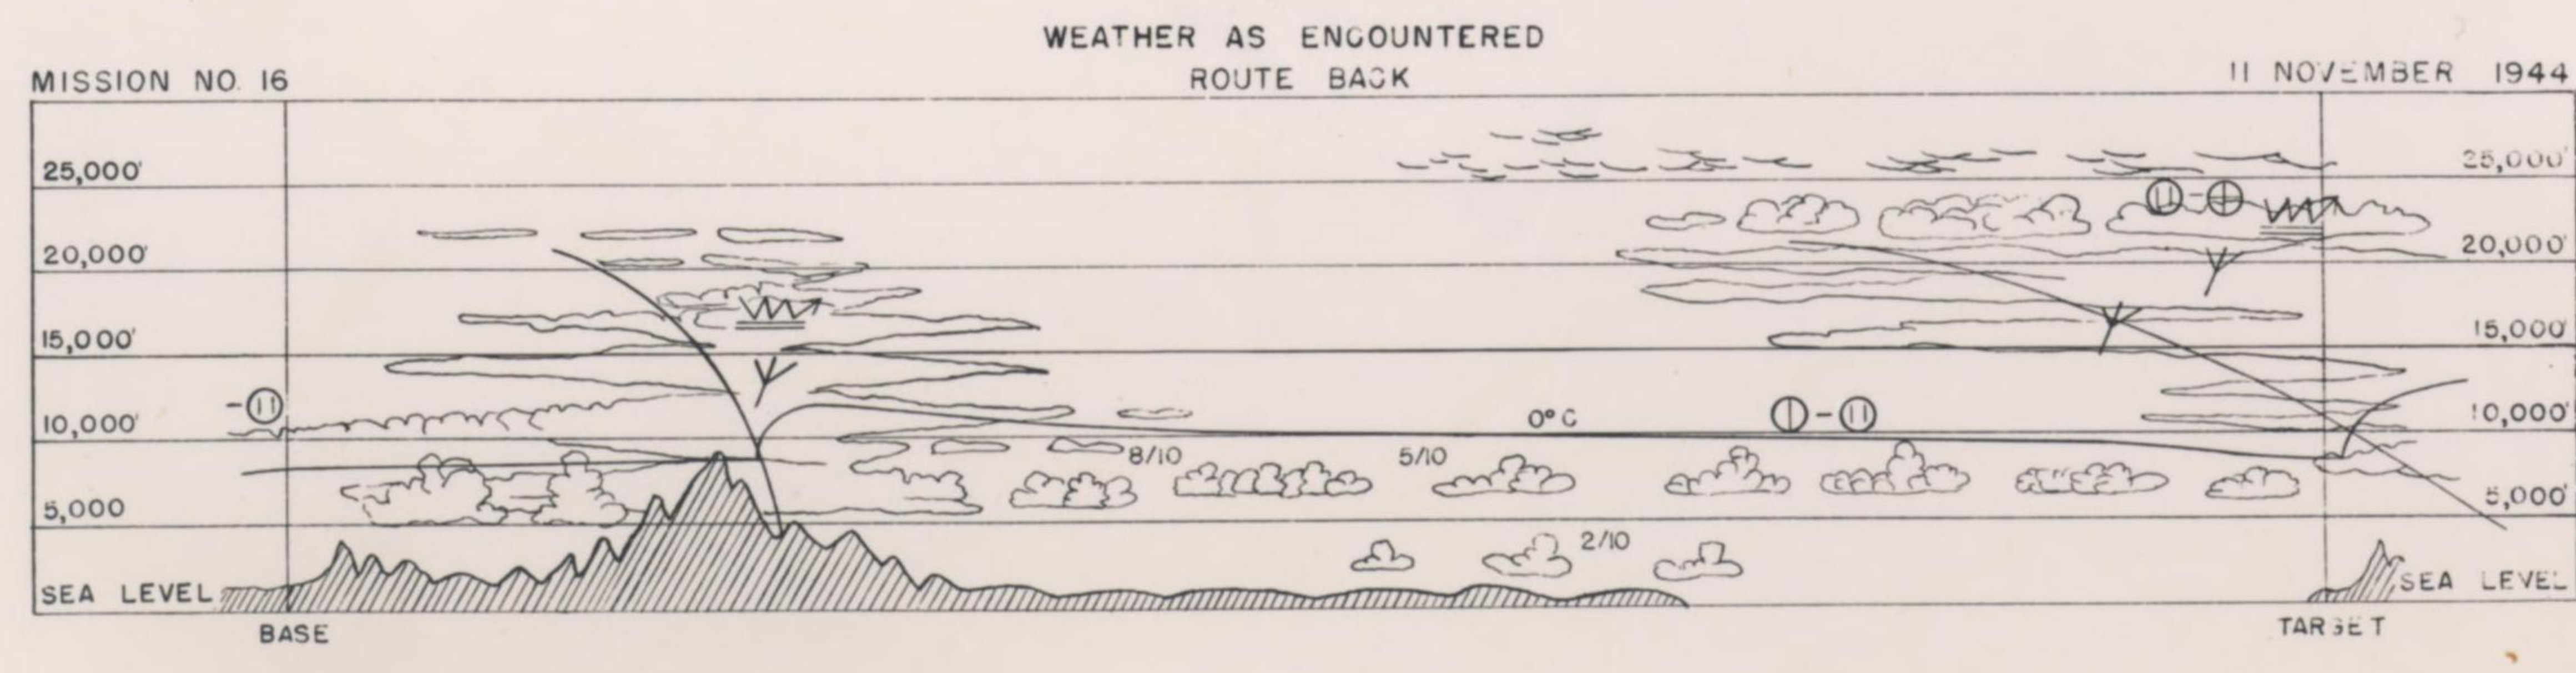 WEATHER AS ENCOUNTERED
MISSION NO. 16 ROUTE BACK 11 NOVEMBER 1944
25,000' 25,000'
20,000' 20,000'
15,000' 15,000'
10,000' 0°C 10,000'
8/10 5/10
5,000 5,000'
2/10
SEA LEVEL SEA LEVEL
BASE TARGET